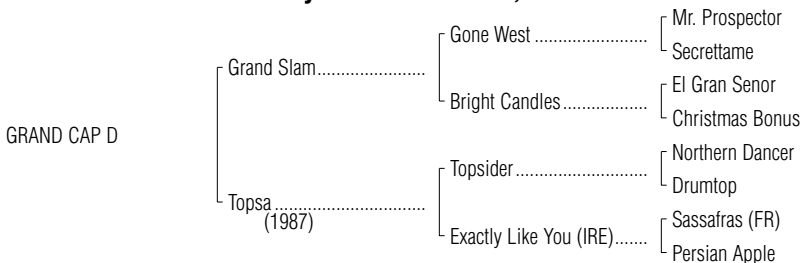 Mr. Prospector
Gone West ........................
Secrettame
Grand Slam.......................
El Gran Senor
Bright Candles..................
Christmas Bonus
GRAND CAP D
Northern Dancer
Topsider............................
Drumtop
Topsa ................................
(1987)
Sassafras (FR)
Exactly Like You (IRE).......
Persian Apple